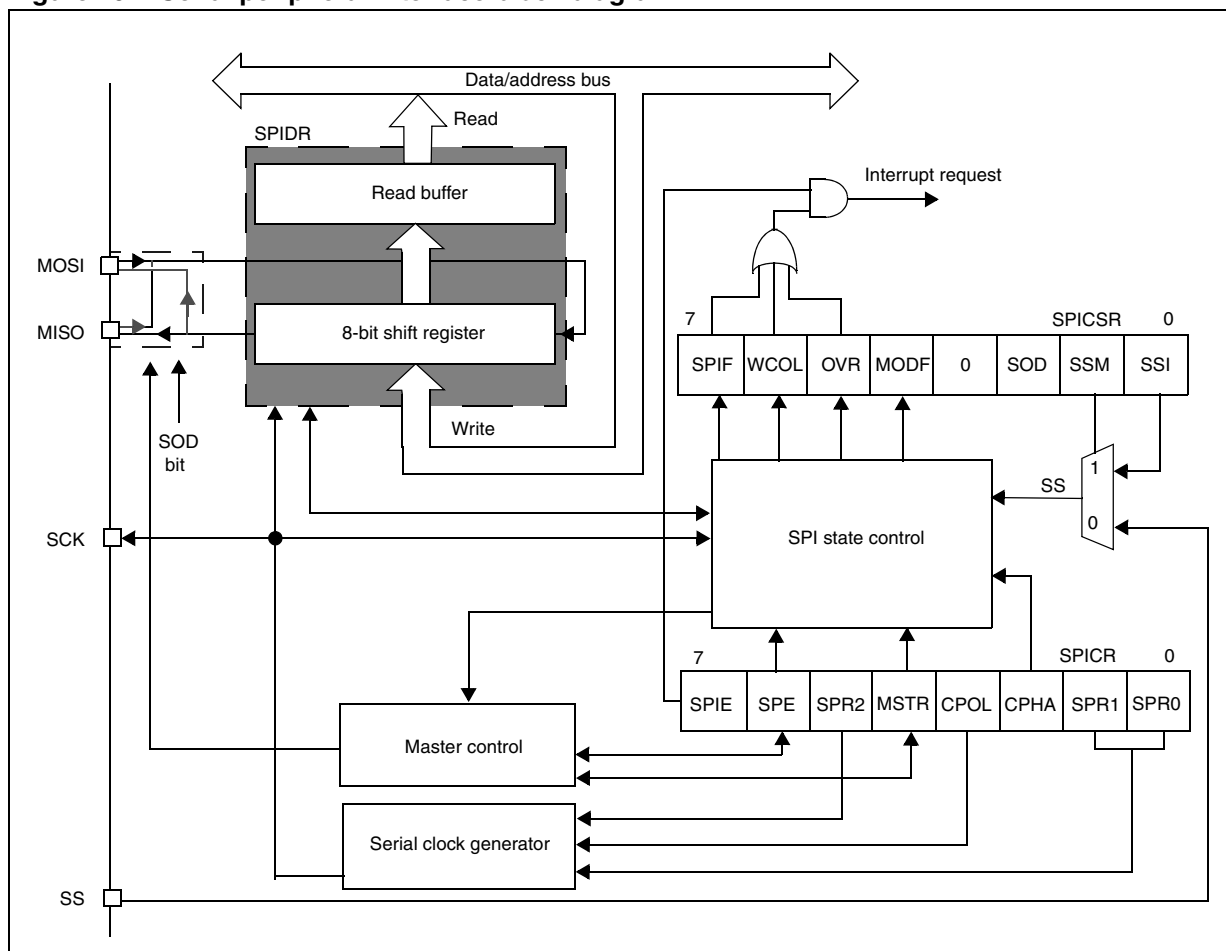 Data/address bus
Read
SPIDR
Read buffer
Interrupt request
MOSI
MISO
8-bit shift register
7 SPICSR 0
SPIF WCOL OVR MODF 0 SOD SSM SSI
Write
SOD
bit
1
SS
0
SCK
SPI state control
7 SPICR 0
SPIE SPE SPR2 MSTR CPOL CPHA SPR1 SPR0
Master control
Serial clock generator
SS